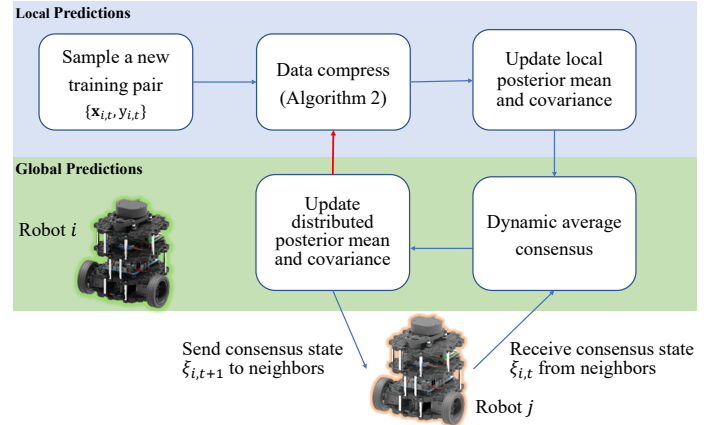 Local Predictions
Sample a new
training pair
{𝐱ᵢ,ₜ, yᵢ,ₜ}
Data compress
(Algorithm 2)
Update local
posterior mean
and covariance
Global Predictions
Robot i
Update
distributed
posterior mean
and covariance
Dynamic average
consensus
Send consensus state
ξᵢ,ₜ₊₁ to neighbors
Receive consensus state
ξᵢ,ₜ from neighbors
Robot j